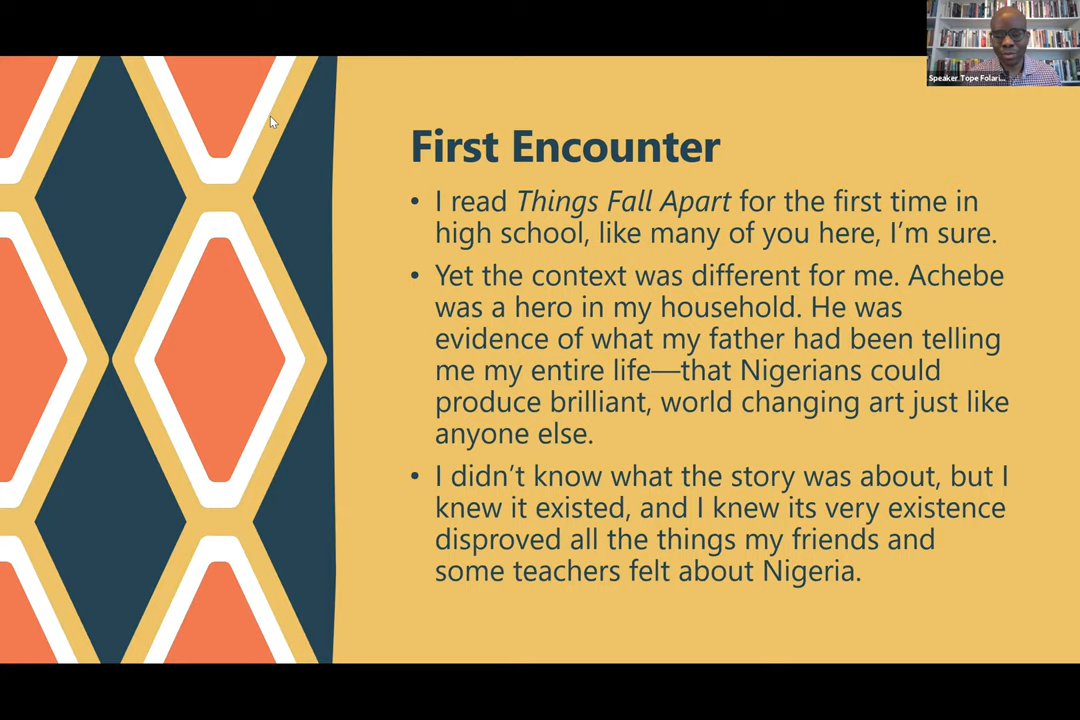 Speaker Tope Folari...
First Encounter
• I read Things Fall Apart for the first time in
high school, like many of you here, I’m sure.
• Yet the context was different for me. Achebe
was a hero in my household. He was
evidence of what my father had been telling
me my entire life—that Nigerians could
produce brilliant, world changing art just like
anyone else.
• I didn’t know what the story was about, but I
knew it existed, and I knew its very existence
disproved all the things my friends and
some teachers felt about Nigeria.